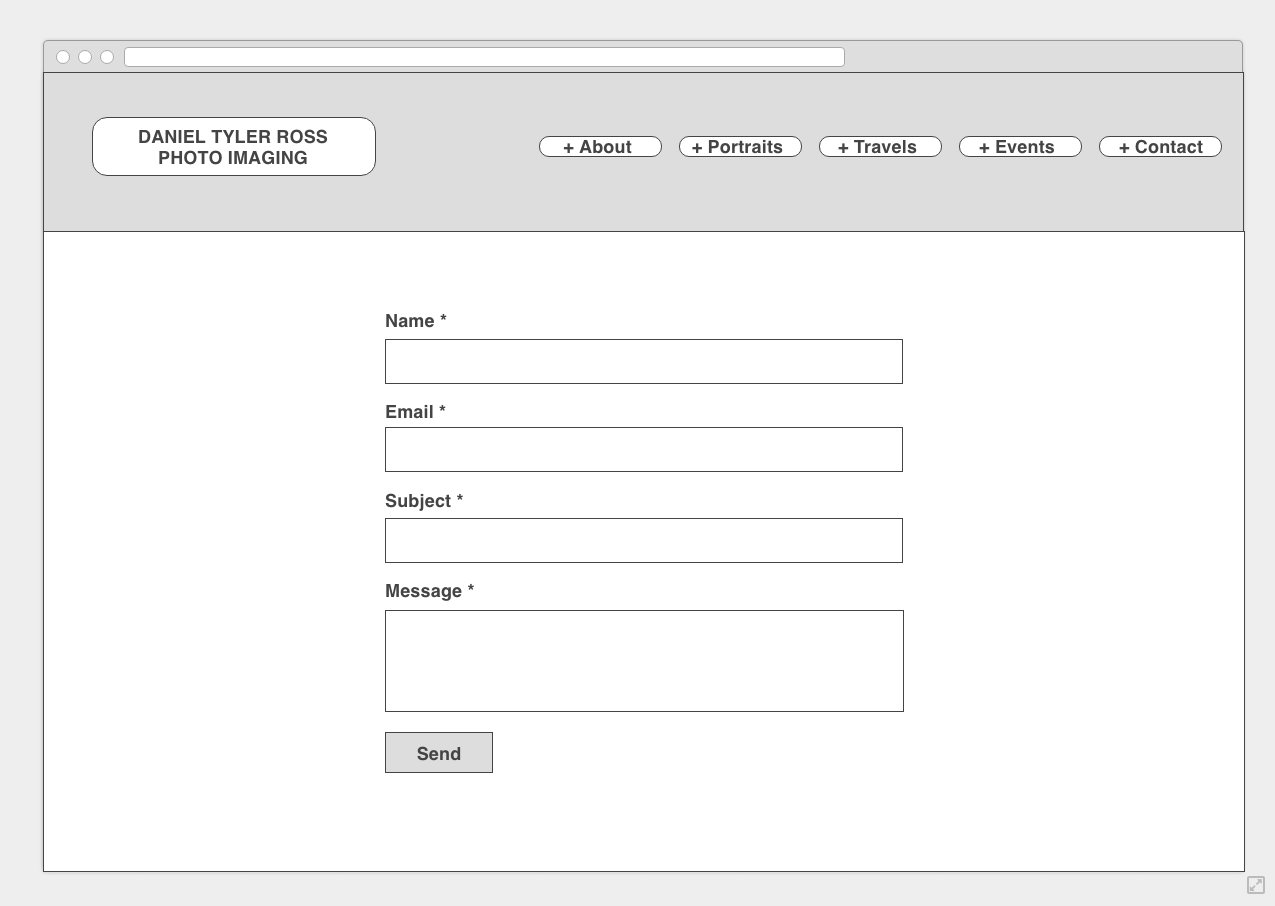 DANIEL TYLER ROSS
PHOTO IMAGING
+ About
+ Portraits
+ Travels
+ Events
+ Contact
Name *
Email *
Subject *
Message *
Send